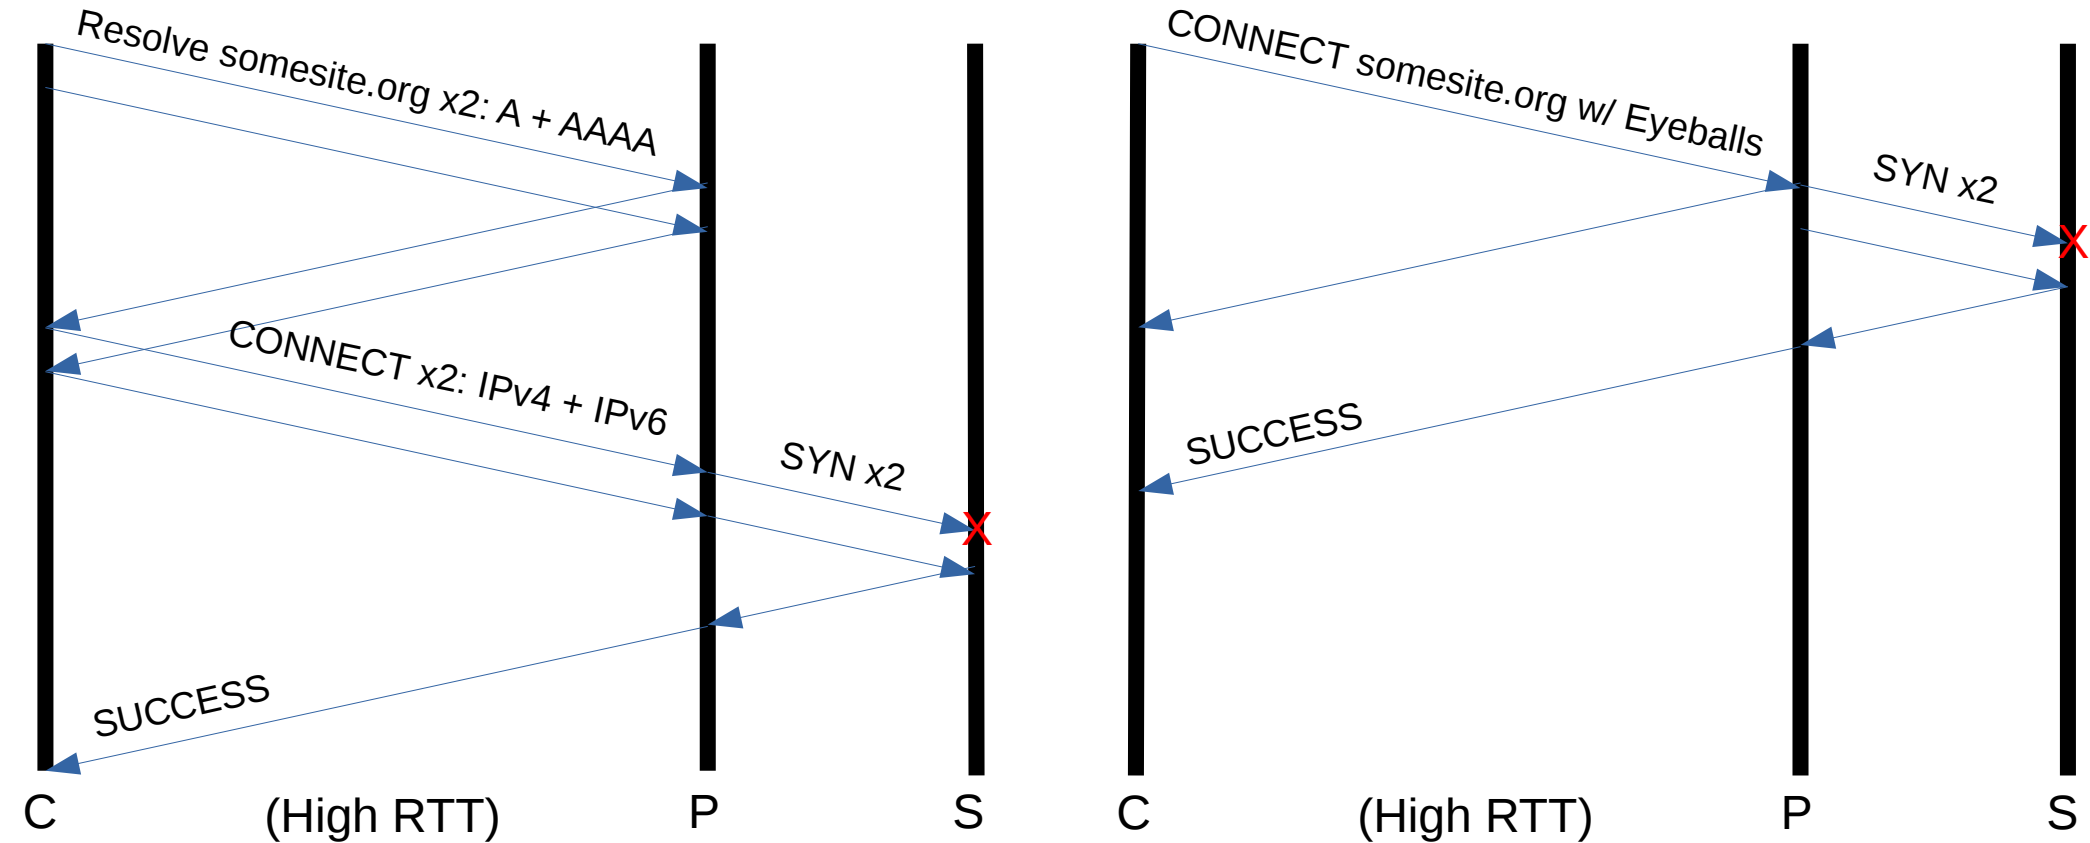 Resolve somesite.org x2: A + AAAA
CONNECT x2: IPv4 + IPv6
SYN x2
X
SUCCESS
C
(High RTT)
P
S
CONNECT somesite.org w/ Eyeballs
SYN x2
X
SUCCESS
C
(High RTT)
P
S